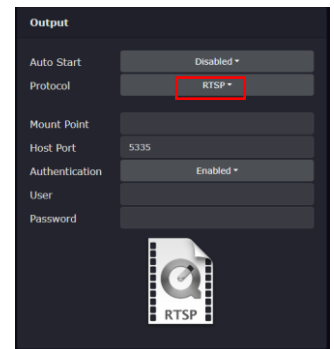 Output
Auto Start Disabled
Protocol RTSP
Mount Point
Host Port 5335
Authentication Enabled
User
Password
RTSP